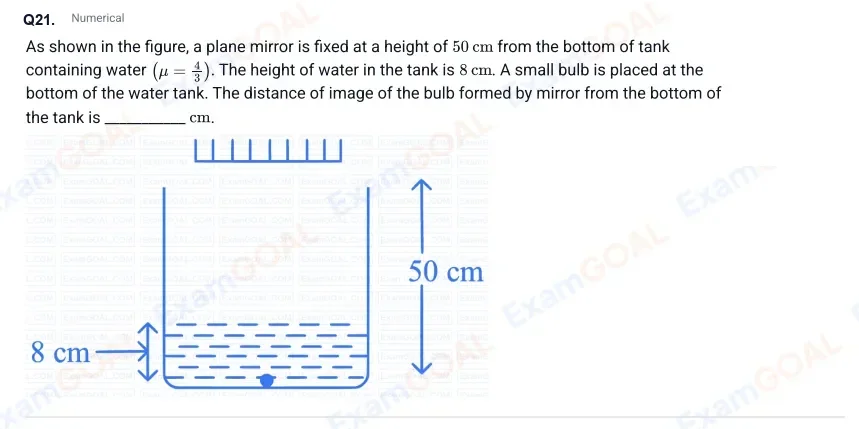 Q21. Numerical
As shown in the figure, a plane mirror is fixed at a height of 50 cm from the bottom of tank
containing water (μ = 4/3). The height of water in the tank is 8 cm. A small bulb is placed at the
bottom of the water tank. The distance of image of the bulb formed by mirror from the bottom of
the tank is __________ cm.
50 cm
8 cm
ExamGOAL